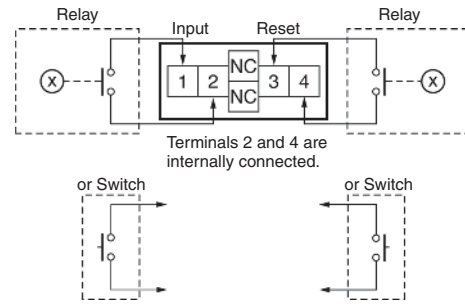 Relay
Input
Reset
Relay
X
1
2
NC
NC
3
4
X
Terminals 2 and 4 are
internally connected.
or Switch
or Switch